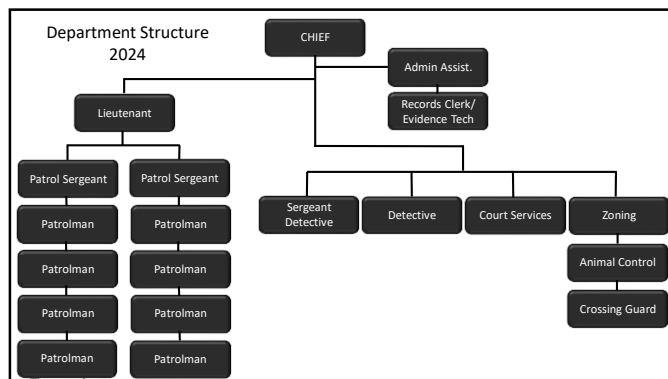 Department Structure
2024
CHIEF
Admin Assist.
Records Clerk/
Evidence Tech
Lieutenant
Patrol Sergeant
Patrol Sergeant
Patrolman
Patrolman
Patrolman
Patrolman
Patrolman
Patrolman
Patrolman
Patrolman
Sergeant
Detective
Detective
Court Services
Zoning
Animal Control
Crossing Guard